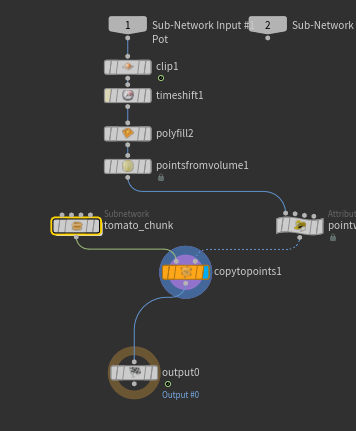 1 Sub-Network Input #
2 Sub-Network
Pot
clip1
timeshift1
polyfill2
pointsfromvolume1
Subnetwork
tomato_chunk
Attribu
pointv
copytopoints1
output0
Output #0